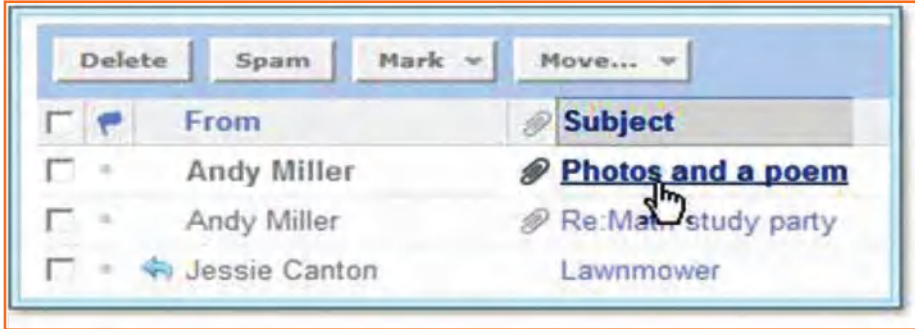 Delete Spam Mark Move...
From Subject
Andy Miller Photos and a poem
Andy Miller Re:Math study party
Jessie Canton Lawnmower